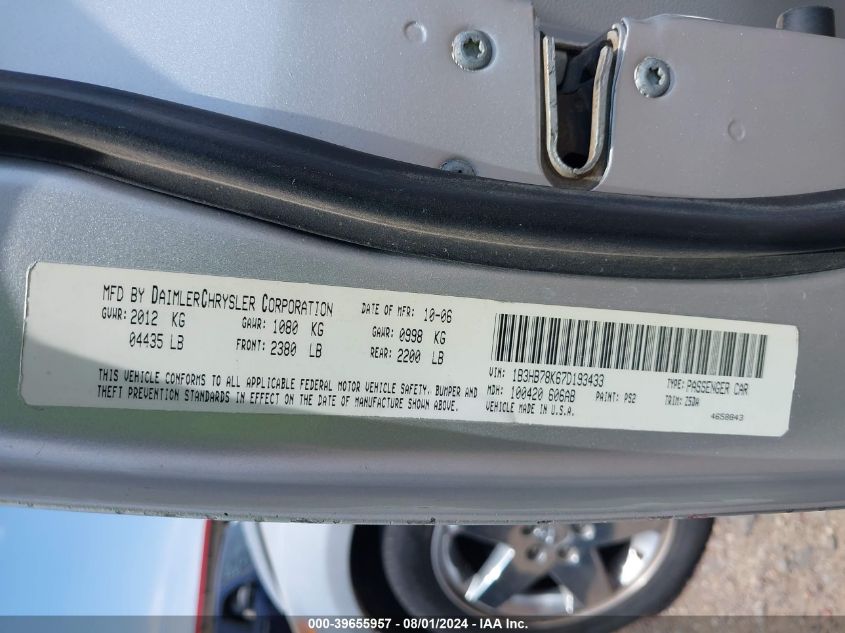 MFD BY DAIMLERCHRYSLER CORPORATION DATE OF MFR: 10-06
GVWR: 2012 KG GAWR: 1080 KG GAWR: 0998 KG
04435 LB FRONT: 2380 LB REAR: 2200 LB
THIS VEHICLE CONFORMS TO ALL APPLICABLE FEDERAL MOTOR VEHICLE SAFETY, BUMPER AND
THEFT PREVENTION STANDARDS IN EFFECT ON THE DATE OF MANUFACTURE SHOWN ABOVE.
VIN: 1B3HB78K67D193433 TYPE: PASSENGER CAR
MDH: 100420 606AB PAINT: PS2 TRIM: Z5DA
VEHICLE MADE IN U.S.A. 4658843
000-39655957 - 08/01/2024 - IAA Inc.